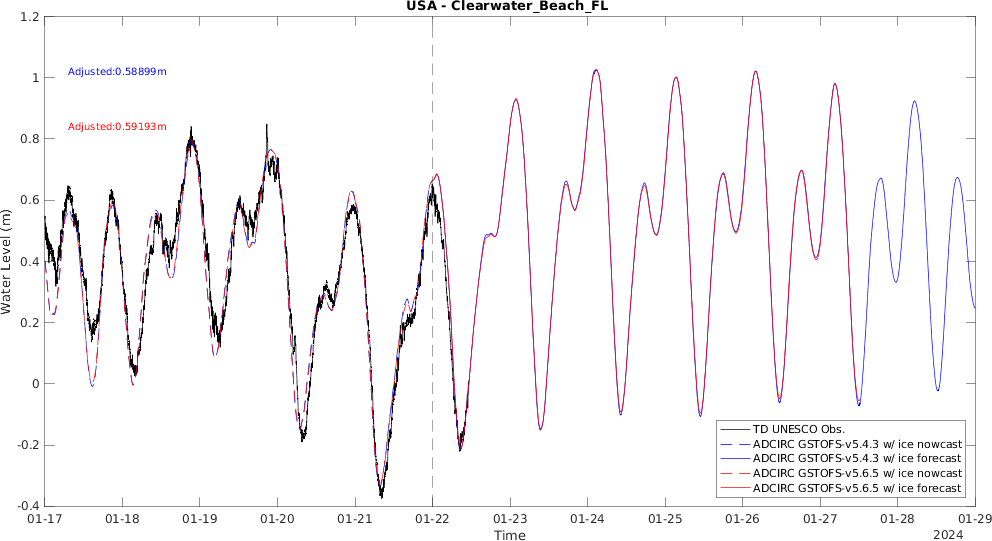 USA - Clearwater_Beach_FL
Water Level (m)
1.2
1
0.8
0.6
0.4
0.2
0
-0.2
-0.4
Adjusted:0.58899m
Adjusted:0.59193m
TD UNESCO Obs.
ADCIRC GSTOFS-v5.4.3 w/ ice nowcast
ADCIRC GSTOFS-v5.4.3 w/ ice forecast
ADCIRC GSTOFS-v5.6.5 w/ ice nowcast
ADCIRC GSTOFS-v5.6.5 w/ ice forecast
01-17 01-18 01-19 01-20 01-21 01-22 01-23 01-24 01-25 01-26 01-27 01-28 01-29
Time
2024